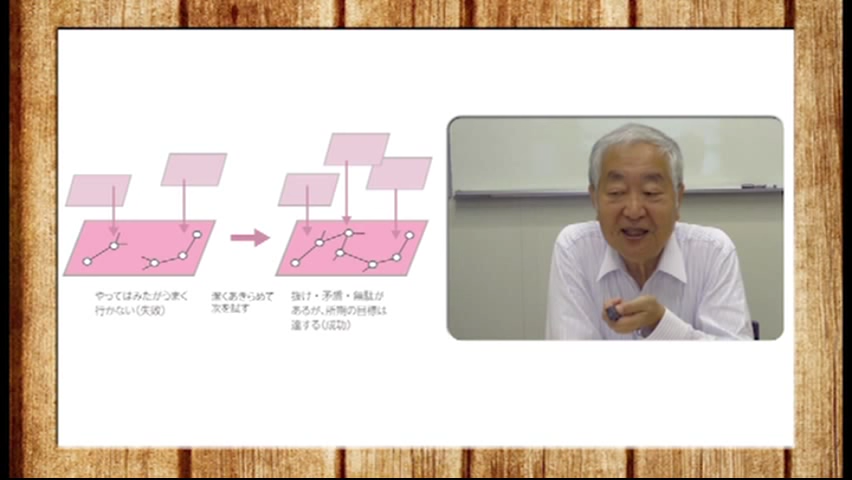 やってはみたがうまく
行かない(失敗)
潔くあきらめて
次を試す
抜け・矛盾・無駄が
あるが、所期の目標は
達する(成功)